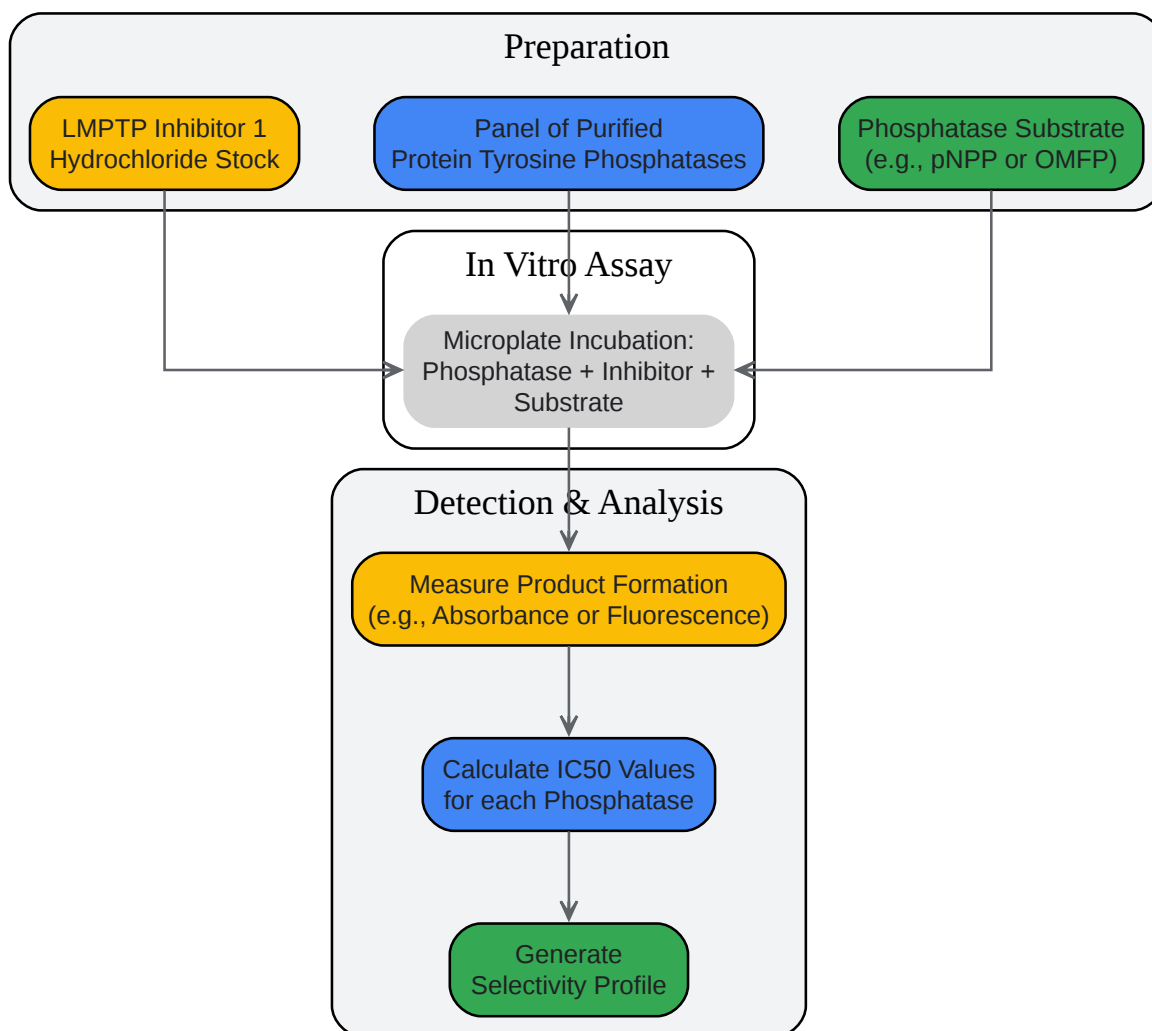 Preparation
LMPTP Inhibitor 1
Hydrochloride Stock
Panel of Purified
Protein Tyrosine Phosphatases
Phosphatase Substrate
(e.g., pNPP or OMFP)
In Vitro Assay
Microplate Incubation:
Phosphatase + Inhibitor +
Substrate
Detection & Analysis
Measure Product Formation
(e.g., Absorbance or Fluorescence)
Calculate IC50 Values
for each Phosphatase
Generate
Selectivity Profile